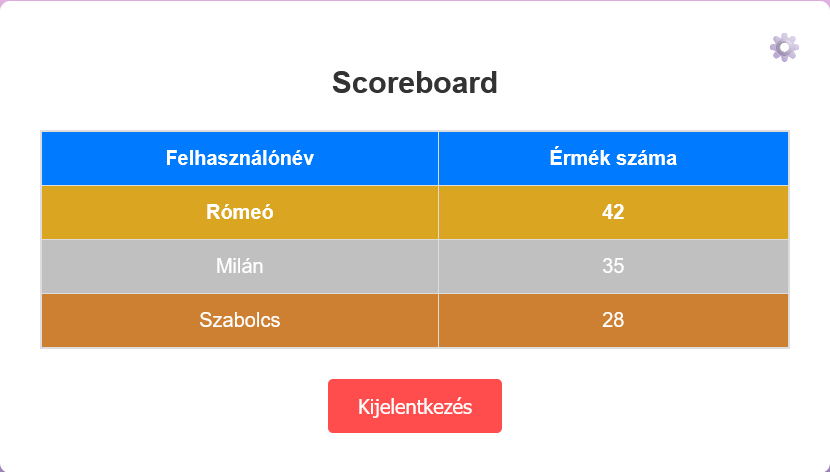 Scoreboard
Felhasználónév Érmék száma
Rómeó 42
Milán 35
Szabolcs 28
Kijelentkezés